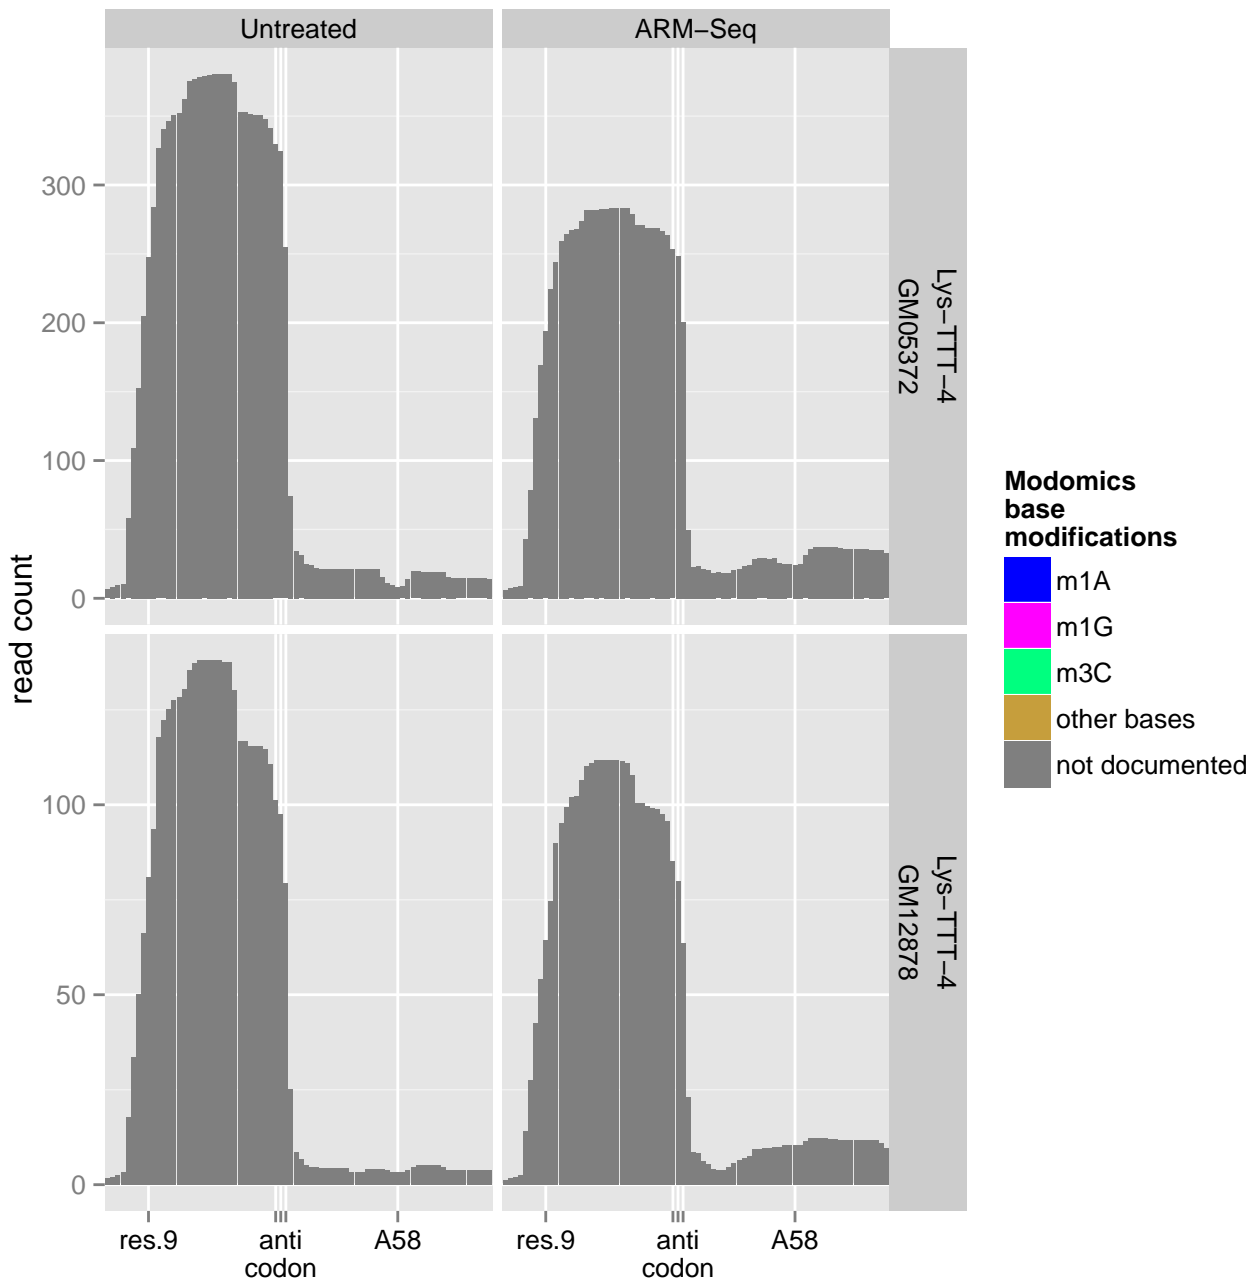 Untreated
ARM−Seq
read count
300
200
100
0
Lys−TTT−4
GM05372
100
50
0
Lys−TTT−4
GM12878
res.9
anti
codon
A58
res.9
anti
codon
A58
Modomics
base
modifications
m1A
m1G
m3C
other bases
not documented